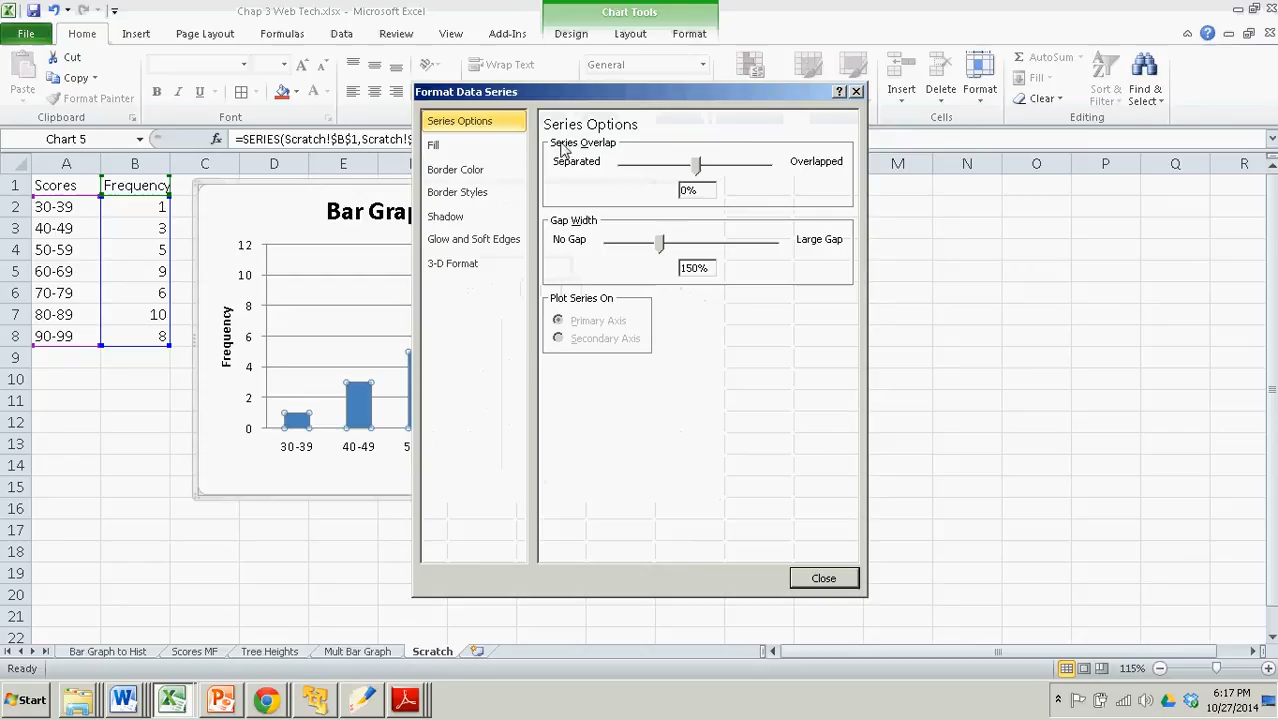 Chap 3 Web Tech.xlsx - Microsoft Excel
Chart Tools
File Home Insert Page Layout Formulas Data Review View Add-Ins Design Layout Format
Paste
Cut
Copy
Format Painter
Clipboard
B I U
A A
Font
Wrap Text
General
Insert
Delete
Format
Cells
Σ AutoSum
Fill
Clear
Sort & Filter
Find & Select
Editing
Chart 5
fx =SERIES(Scratch!$B$1,Scratch!$
A B C D E F M N O P Q R
1 Scores Frequency
2 30-39 1
3 40-49 3
4 50-59 5
5 60-69 9
6 70-79 6
7 80-89 10
8 90-99 8
9
10
11
12
13
14
15
16
17
18
19
20
21
22
Bar Gra
Frequency
12
10
8
6
4
2
0
30-39 40-49 5
Format Data Series
Series Options
Fill
Border Color
Border Styles
Shadow
Glow and Soft Edges
3-D Format
Series Options
Series Overlap
Separated Overlapped
0%
Gap Width
No Gap Large Gap
150%
Plot Series On
Primary Axis
Secondary Axis
Close
Bar Graph to Hist Scores MF Tree Heights Mult Bar Graph Scratch
Ready 115%
Start
6:17 PM
10/27/2014